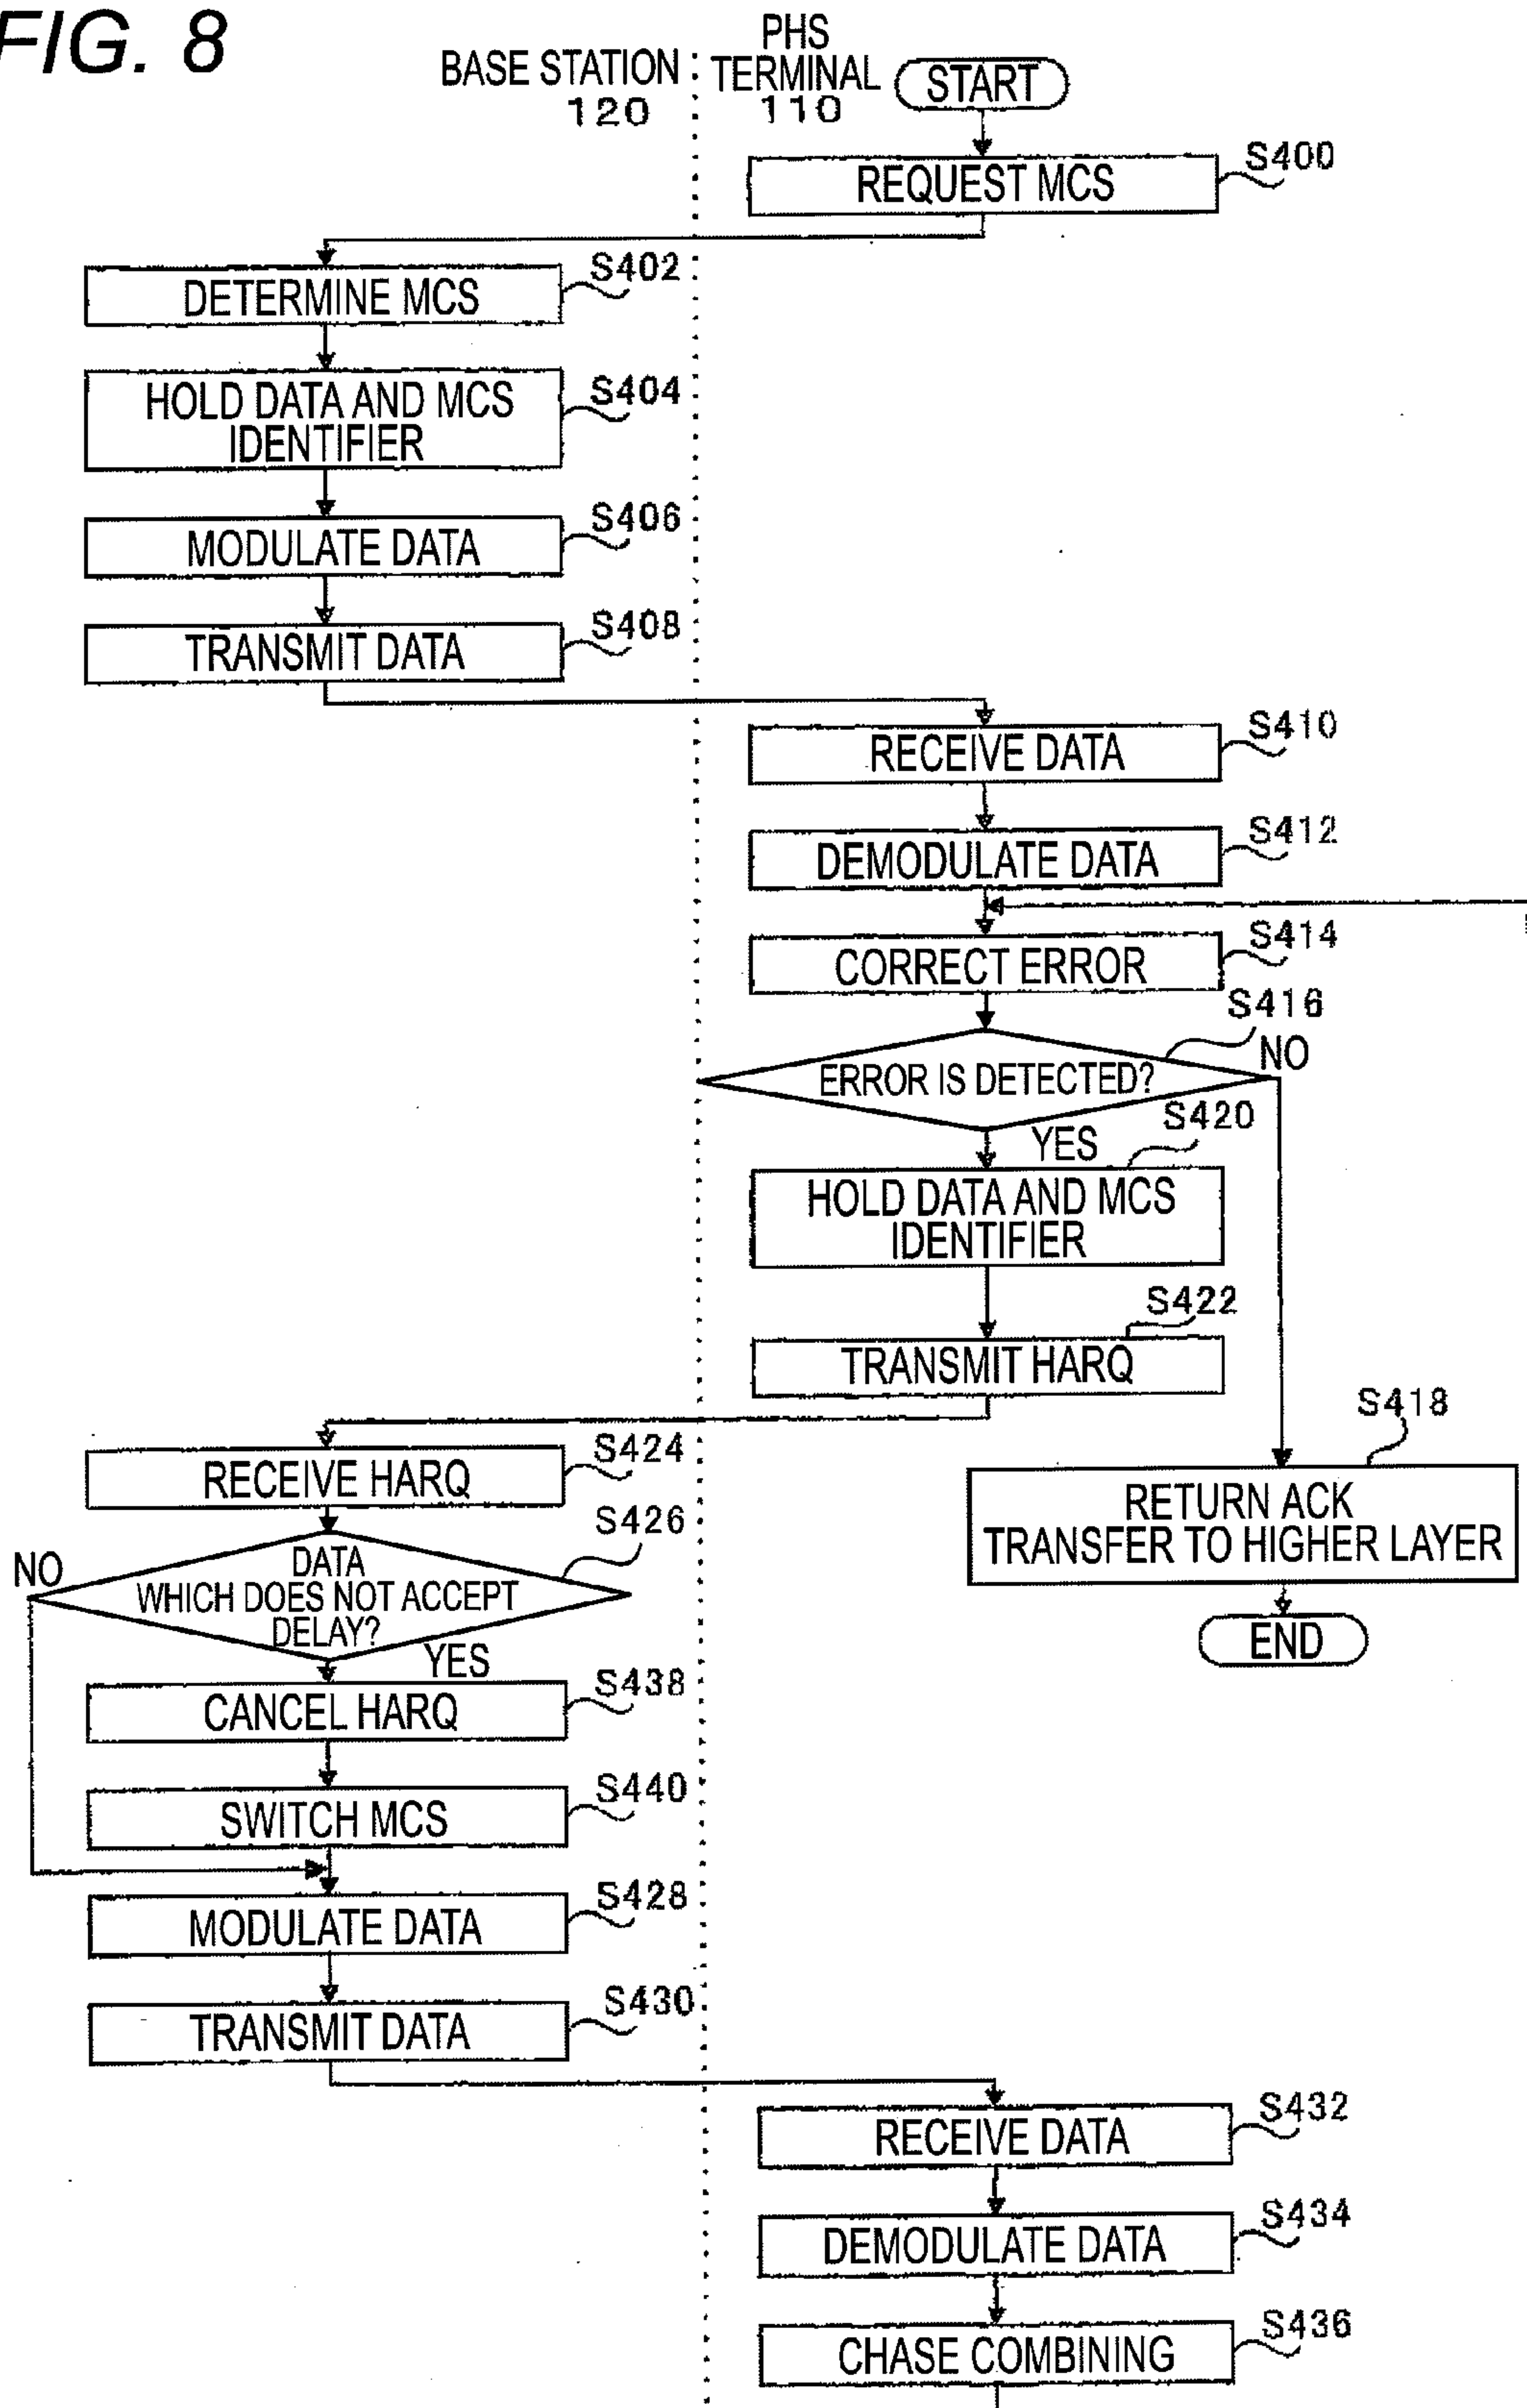 FIG. 8
BASE STATION
120
PHS
TERMINAL
110
START
REQUEST MCS
S400
DETERMINE MCS
S402
HOLD DATA AND MCS
IDENTIFIER
S404
MODULATE DATA
S406
TRANSMIT DATA
S408
RECEIVE DATA
S410
DEMODULATE DATA
S412
CORRECT ERROR
S414
ERROR IS DETECTED?
S416
NO
YES
S420
HOLD DATA AND MCS
IDENTIFIER
S422
TRANSMIT HARQ
S418
RETURN ACK
TRANSFER TO HIGHER LAYER
END
RECEIVE HARQ
S424
DATA
WHICH DOES NOT ACCEPT
DELAY?
S426
NO
YES
CANCEL HARQ
S438
SWITCH MCS
S440
MODULATE DATA
S428
TRANSMIT DATA
S430
RECEIVE DATA
S432
DEMODULATE DATA
S434
CHASE COMBINING
S436